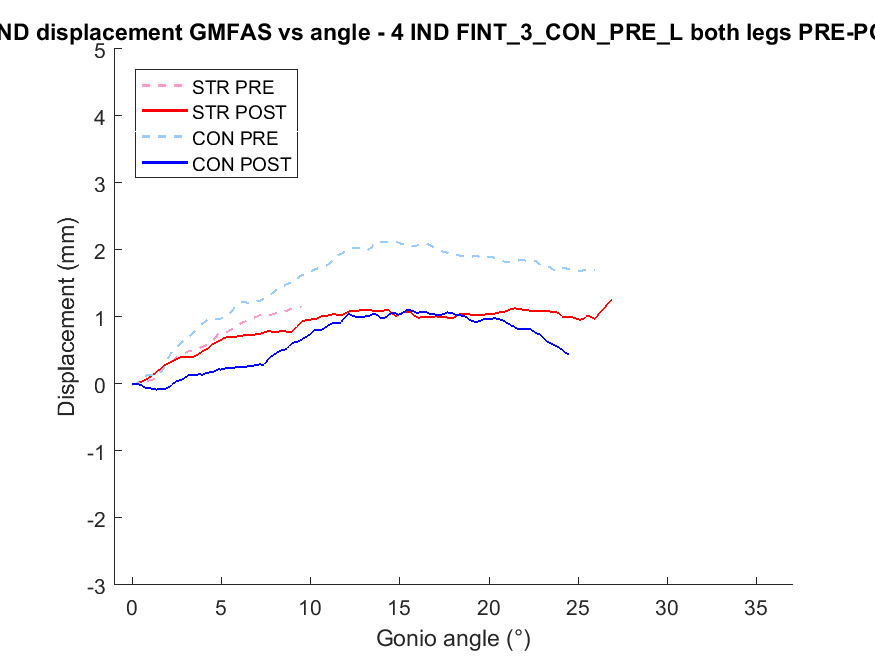 ND displacement GMFAS vs angle - 4 IND FINT_3_CON_PRE_L both legs PRE-PO
5
4
3
2
1
0
-1
-2
-3
STR PRE
STR POST
CON PRE
CON POST
Displacement (mm)
0 5 10 15 20 25 30 35
Gonio angle (°)